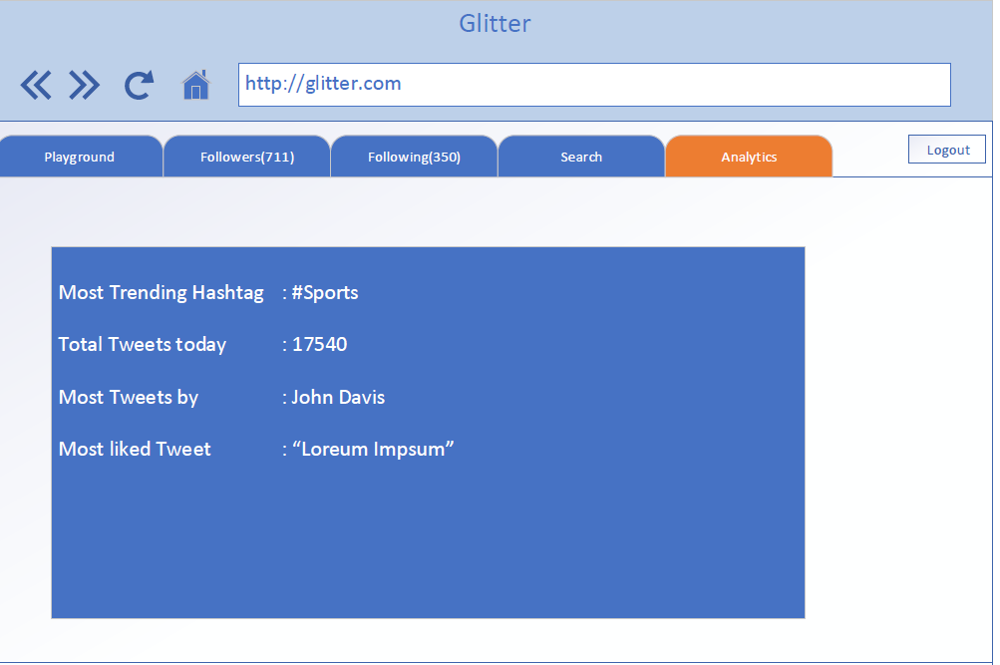 Glitter
http://glitter.com
Playground Followers(711) Following(350) Search Analytics Logout
Most Trending Hashtag : #Sports
Total Tweets today : 17540
Most Tweets by : John Davis
Most liked Tweet : “Loreum Impsum”